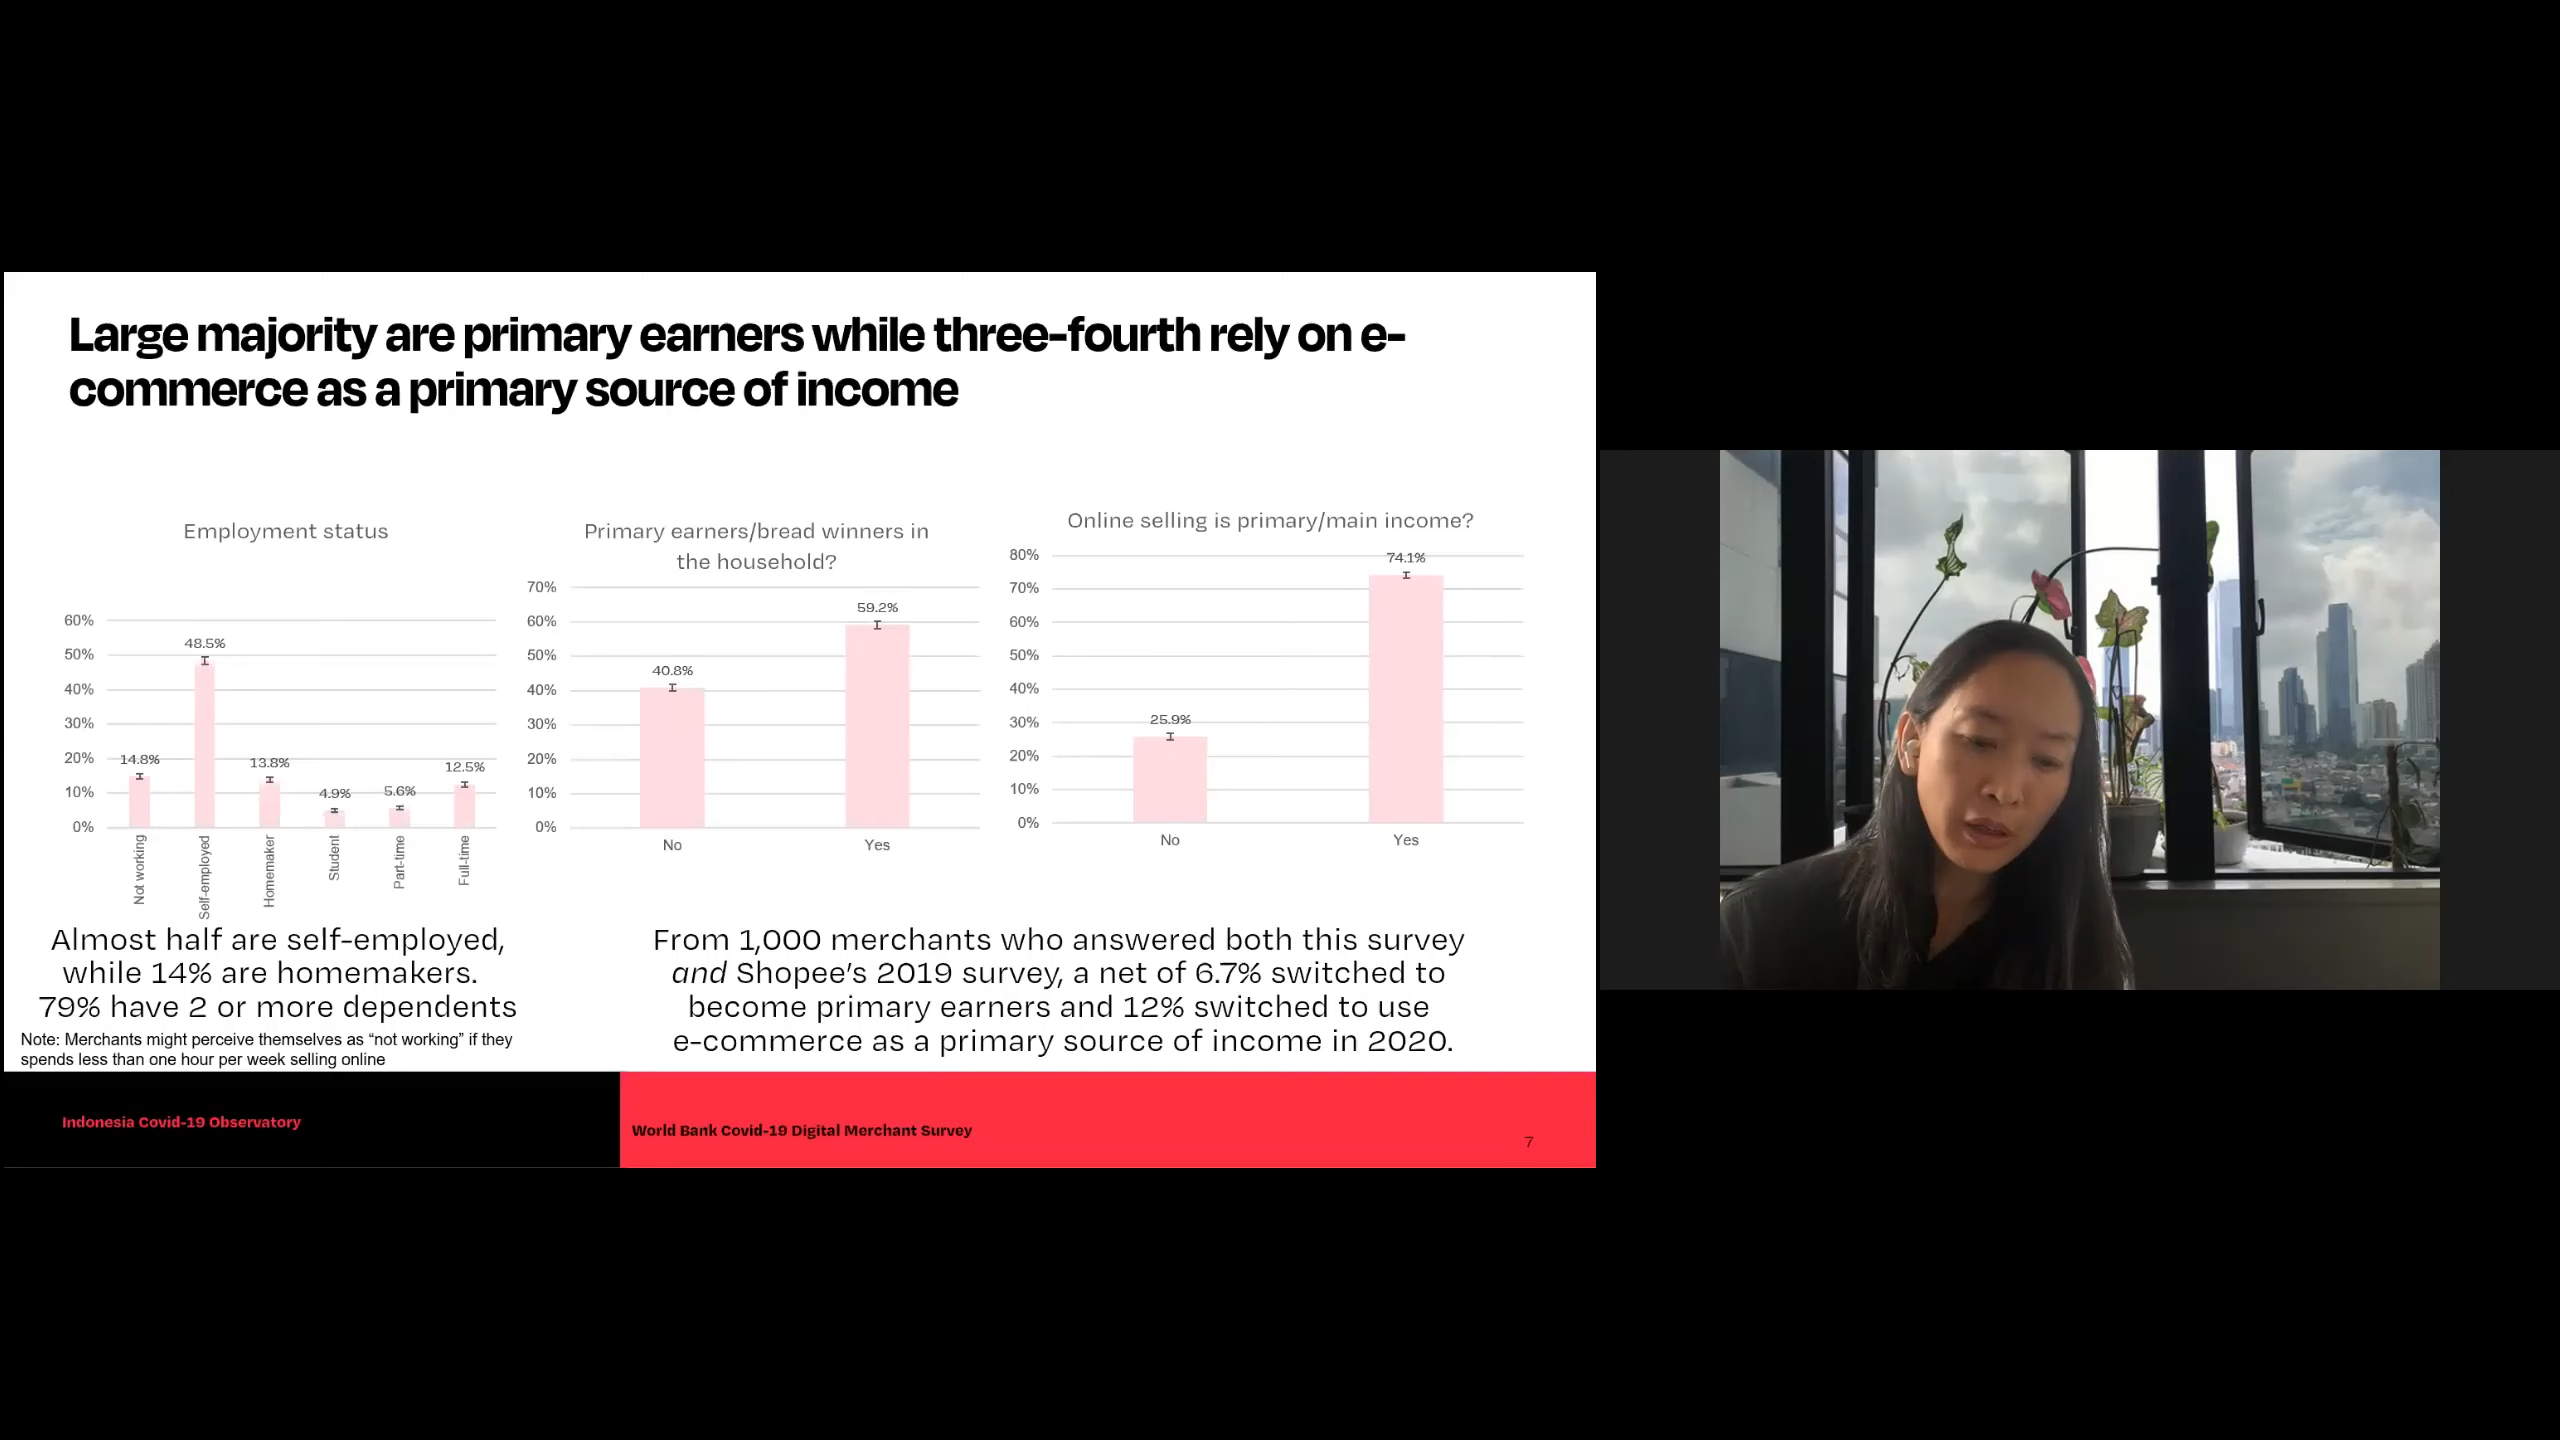 Large majority are primary earners while three-fourth rely on e-
commerce as a primary source of income
Employment status
60%
50%
40%
30%
20%
10%
0%
14.8%
48.5%
13.8%
4.9%
5.6%
12.5%
Not working
Self-employed
Homemaker
Student
Part-time
Full-time
Primary earners/bread winners in
the household?
70%
60%
50%
40%
30%
20%
10%
0%
40.8%
59.2%
No
Yes
Online selling is primary/main income?
80%
70%
60%
50%
40%
30%
20%
10%
0%
25.9%
74.1%
No
Yes
Almost half are self-employed,
while 14% are homemakers.
79% have 2 or more dependents
Note: Merchants might perceive themselves as “not working” if they
spends less than one hour per week selling online
From 1,000 merchants who answered both this survey
and Shopee’s 2019 survey, a net of 6.7% switched to
become primary earners and 12% switched to use
e-commerce as a primary source of income in 2020.
Indonesia Covid-19 Observatory
World Bank Covid-19 Digital Merchant Survey
7